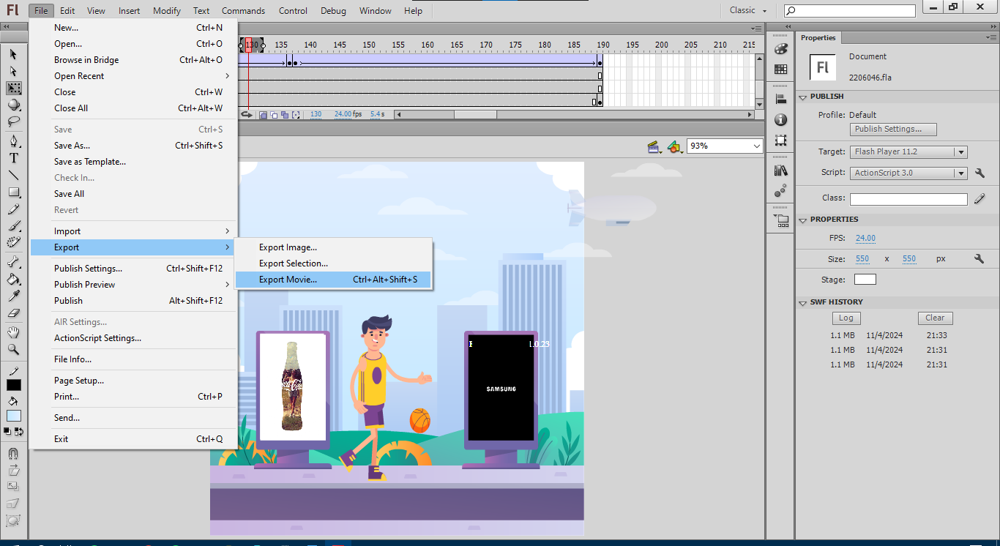 Fl File Edit View Insert Modify Text Commands Control Debug Window Help Classic
New... Ctrl+N
Open... Ctrl+O
Browse in Bridge Ctrl+Alt+O
Open Recent
Close Ctrl+W
Close All Ctrl+Alt+W
Save Ctrl+S
Save As... Ctrl+Shift+S
Save as Template...
Check In...
Save All
Revert
Import
Export
Publish Settings... Ctrl+Shift+F12
Publish Preview
Publish Alt+Shift+F12
AIR Settings...
ActionScript Settings...
File Info...
Page Setup...
Print... Ctrl+P
Send...
Exit Ctrl+Q
Export Image...
Export Selection...
Export Movie... Ctrl+Alt+Shift+S
130 135 140 145 150 155 160 165 170 175 180 185 190 195 200 205 210 215
130 24.00 fps 5.4 s
93%
Coca-Cola
SAMSUNG
1.0.23
Properties
Fl
Document
2206046.fla
PUBLISH
Profile: Default
Publish Settings...
Target: Flash Player 11.2
Script: ActionScript 3.0
Class:
PROPERTIES
FPS: 24.00
Size: 550 x 550 px
Stage:
SWF HISTORY
Log Clear
1.1 MB 11/4/2024 21:33
1.1 MB 11/4/2024 21:31
1.1 MB 11/4/2024 21:31